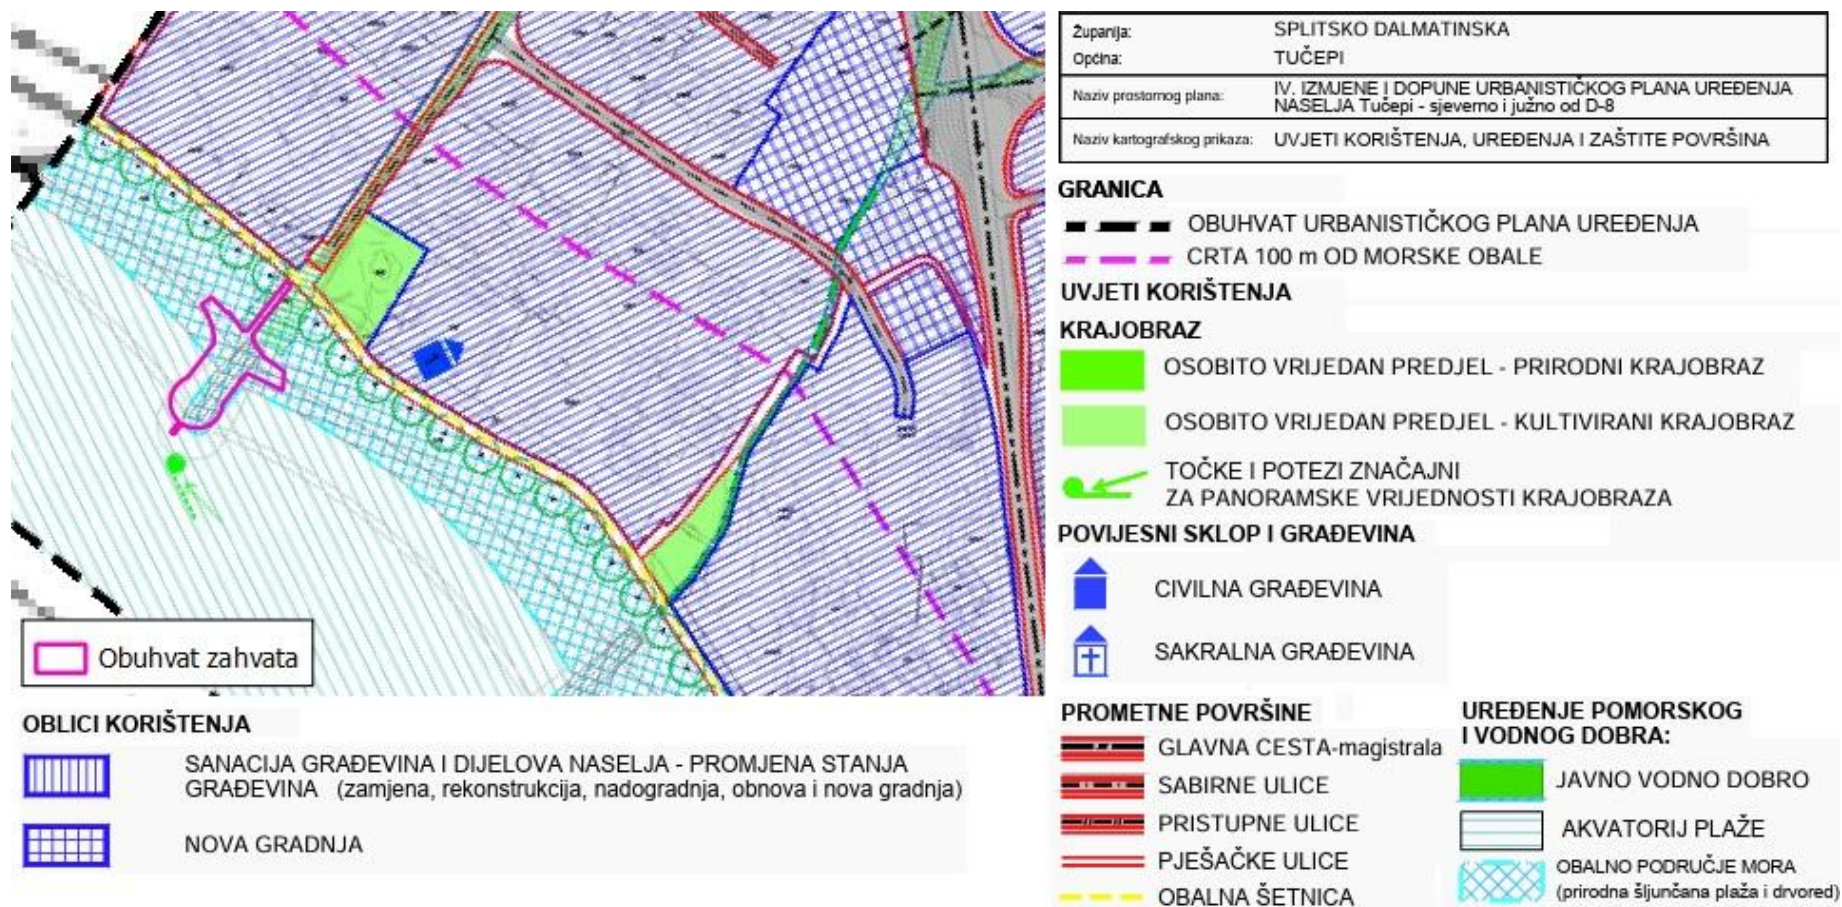 Županija: SPLITSKO DALMATINSKA
Općina: TUČEPI
Naziv prostornog plana: IV. IZMJENE I DOPUNE URBANISTIČKOG PLANA UREĐENJA
NASELJA Tučepi - sjeverno i južno od D-8
Naziv kartografskog prikaza: UVJETI KORIŠTENJA, UREĐENJA I ZAŠTITE POVRŠINA
GRANICA
OBUHVAT URBANISTIČKOG PLANA UREĐENJA
CRTA 100 m OD MORSKE OBALE
UVJETI KORIŠTENJA
KRAJOBRAZ
OSOBITO VRIJEDAN PREDJEL - PRIRODNI KRAJOBRAZ
OSOBITO VRIJEDAN PREDJEL - KULTIVIRANI KRAJOBRAZ
TOČKE I POTEZI ZNAČAJNI
ZA PANORAMSKE VRIJEDNOSTI KRAJOBRAZA
POVIJESNI SKLOP I GRAĐEVINA
CIVILNA GRAĐEVINA
SAKRALNA GRAĐEVINA
Obuhvat zahvata
OBLICI KORIŠTENJA
SANACIJA GRAĐEVINA I DIJELOVA NASELJA - PROMJENA STANJA
GRAĐEVINA (zamjena, rekonstrukcija, nadogradnja, obnova i nova gradnja)
NOVA GRADNJA
PROMETNE POVRŠINE
GLAVNA CESTA-magistrala
SABIRNE ULICE
PRISTUPNE ULICE
PJEŠAČKE ULICE
OBALNA ŠETNICA
UREĐENJE POMORSKOG
I VODNOG DOBRA:
JAVNO VODNO DOBRO
AKVATORIJ PLAŽE
OBALNO PODRUČJE MORA
(prirodna šljunčana plaža i drvored)